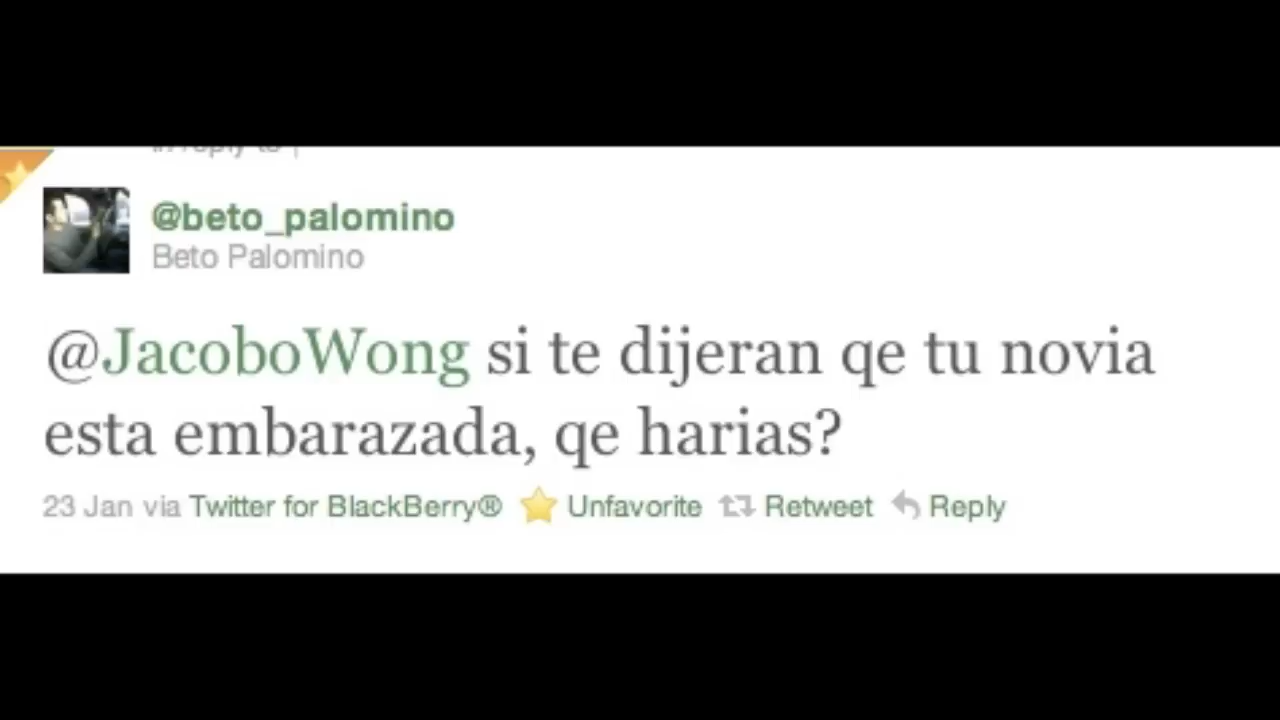 @beto_palomino
Beto Palomino
@JacoboWong si te dijeran qe tu novia
esta embarazada, qe harias?
23 Jan via Twitter for BlackBerry® Unfavorite Retweet Reply